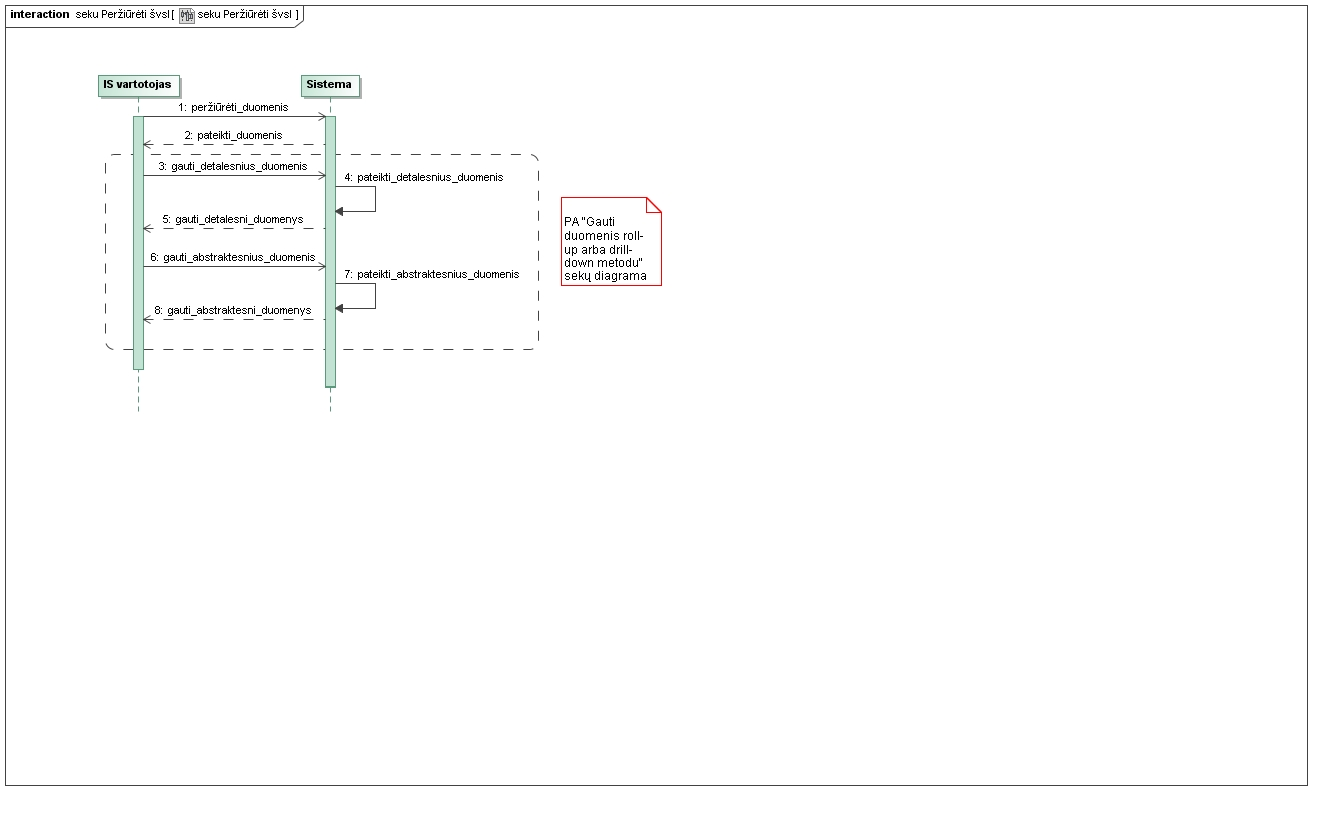 interaction seku Peržiūrėti švsl[ seku Peržiūrėti švsl ]
IS vartotojas
Sistema
1: peržiūrėti_duomenis
2: pateikti_duomenis
3: gauti_detalesnius_duomenis
4: pateikti_detalesnius_duomenis
5: gauti_detalesni_duomenys
6: gauti_abstraktesnius_duomenis
7: pateikti_abstraktesnius_duomenis
8: gauti_abstraktesni_duomenys
PA "Gauti
duomenis roll-
up arba drill-
down metodu"
sekų diagrama